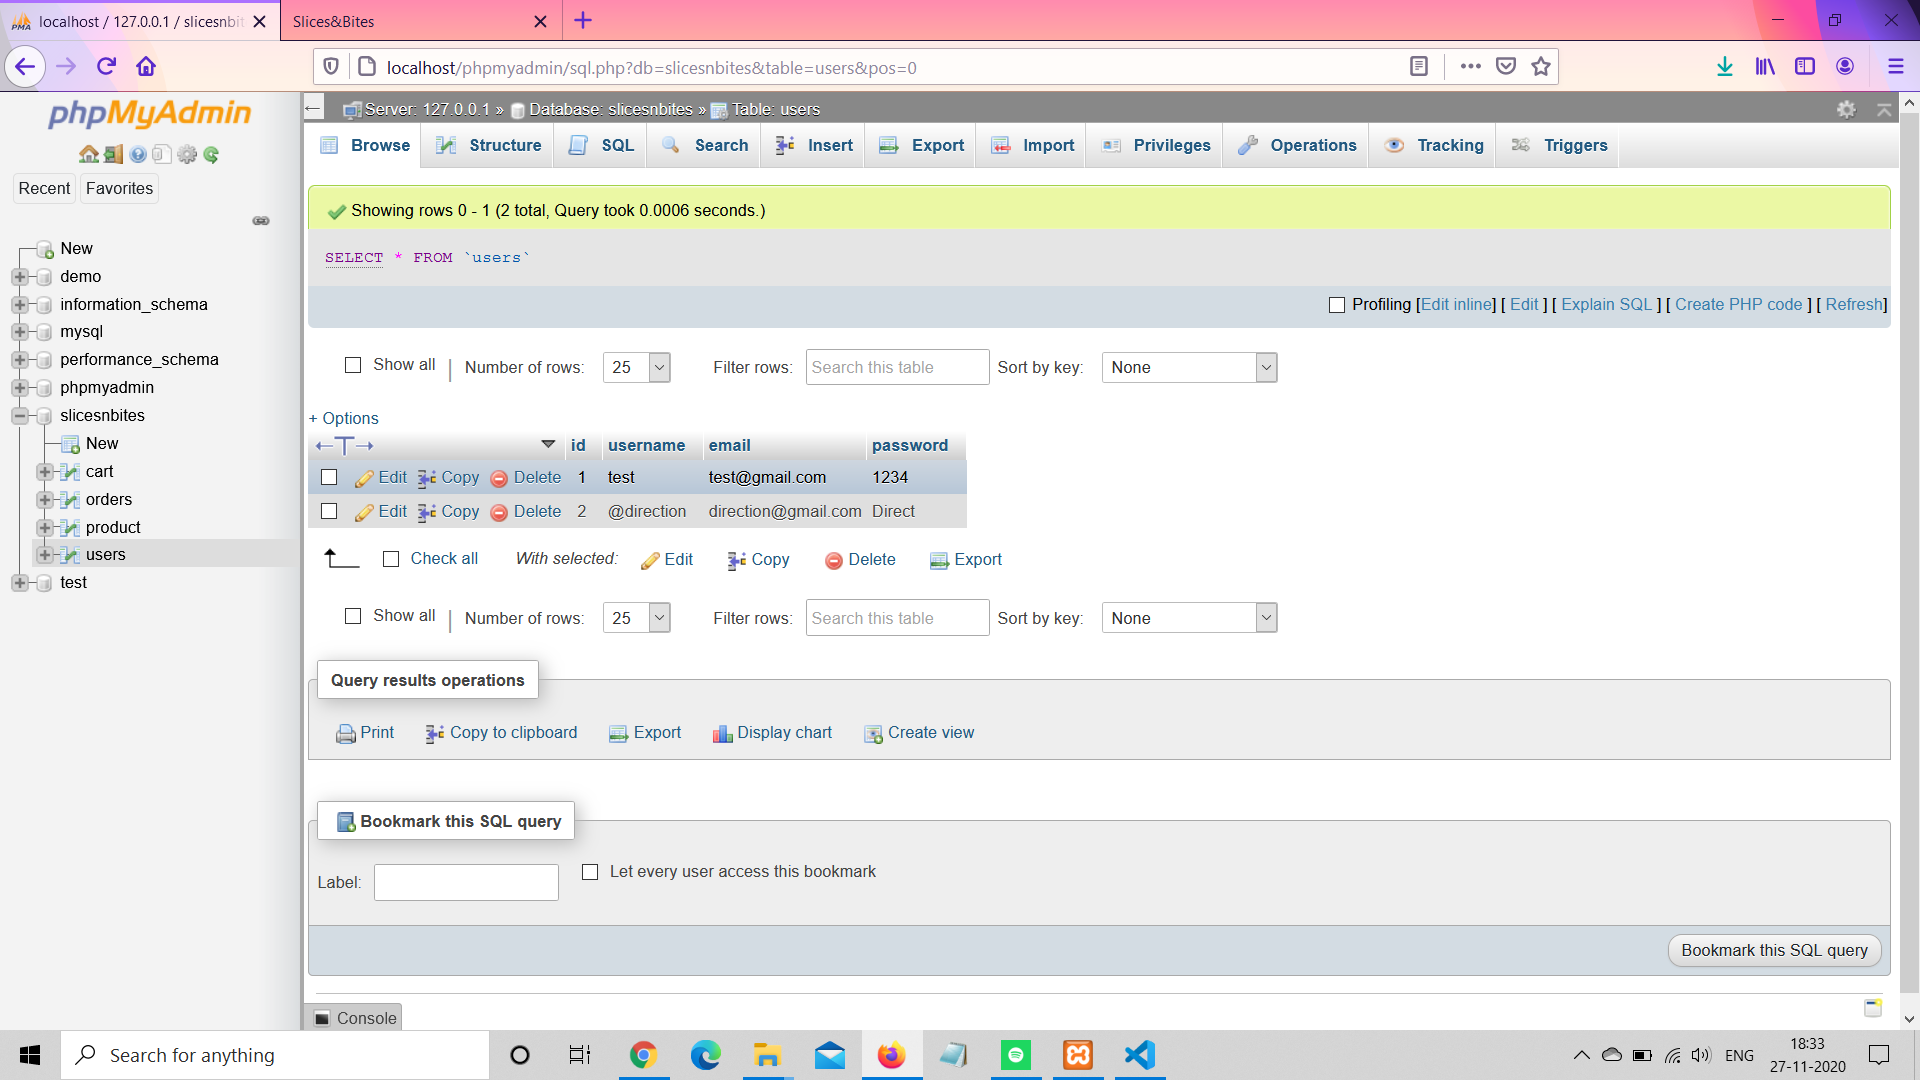 localhost / 127.0.0.1 / slicesnbit
Slices&Bites
localhost/phpmyadmin/sql.php?db=slicesnbites&table=users&pos=0
phpMyAdmin
Recent
Favorites
New
demo
information_schema
mysql
performance_schema
phpmyadmin
slicesnbites
New
cart
orders
product
users
test
Server: 127.0.0.1 » Database: slicesnbites » Table: users
Browse Structure SQL Search Insert Export Import Privileges Operations Tracking Triggers
Showing rows 0 - 1 (2 total, Query took 0.0006 seconds.)
SELECT * FROM `users`
Profiling [Edit inline] [ Edit ] [ Explain SQL ] [ Create PHP code ] [ Refresh]
Show all | Number of rows: 25 Filter rows: Search this table Sort by key: None
+ Options
←T→ id username email password
Edit Copy Delete 1 test test@gmail.com 1234
Edit Copy Delete 2 @direction direction@gmail.com Direct
Check all With selected: Edit Copy Delete Export
Show all | Number of rows: 25 Filter rows: Search this table Sort by key: None
Query results operations
Print Copy to clipboard Export Display chart Create view
Bookmark this SQL query
Label: Let every user access this bookmark
Bookmark this SQL query
Console
Search for anything
ENG
18:33
27-11-2020